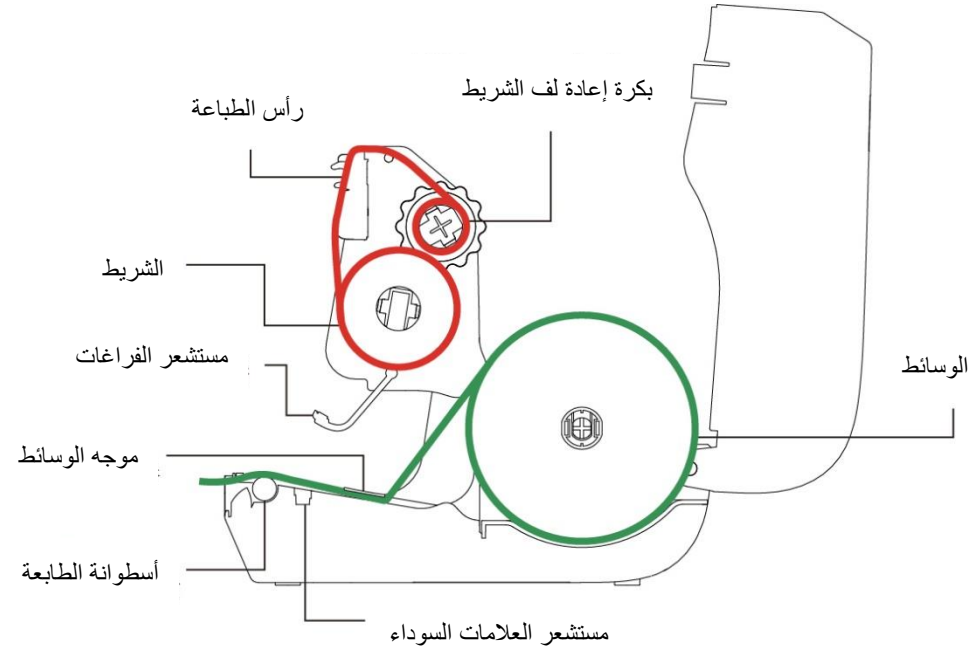 بكرة إعادة لف الشريط
رأس الطباعة
الشريط
مستشعر الفراغات
الوسائط
موجه الوسائط
أسطوانة الطابعة
مستشعر العلامات السوداء